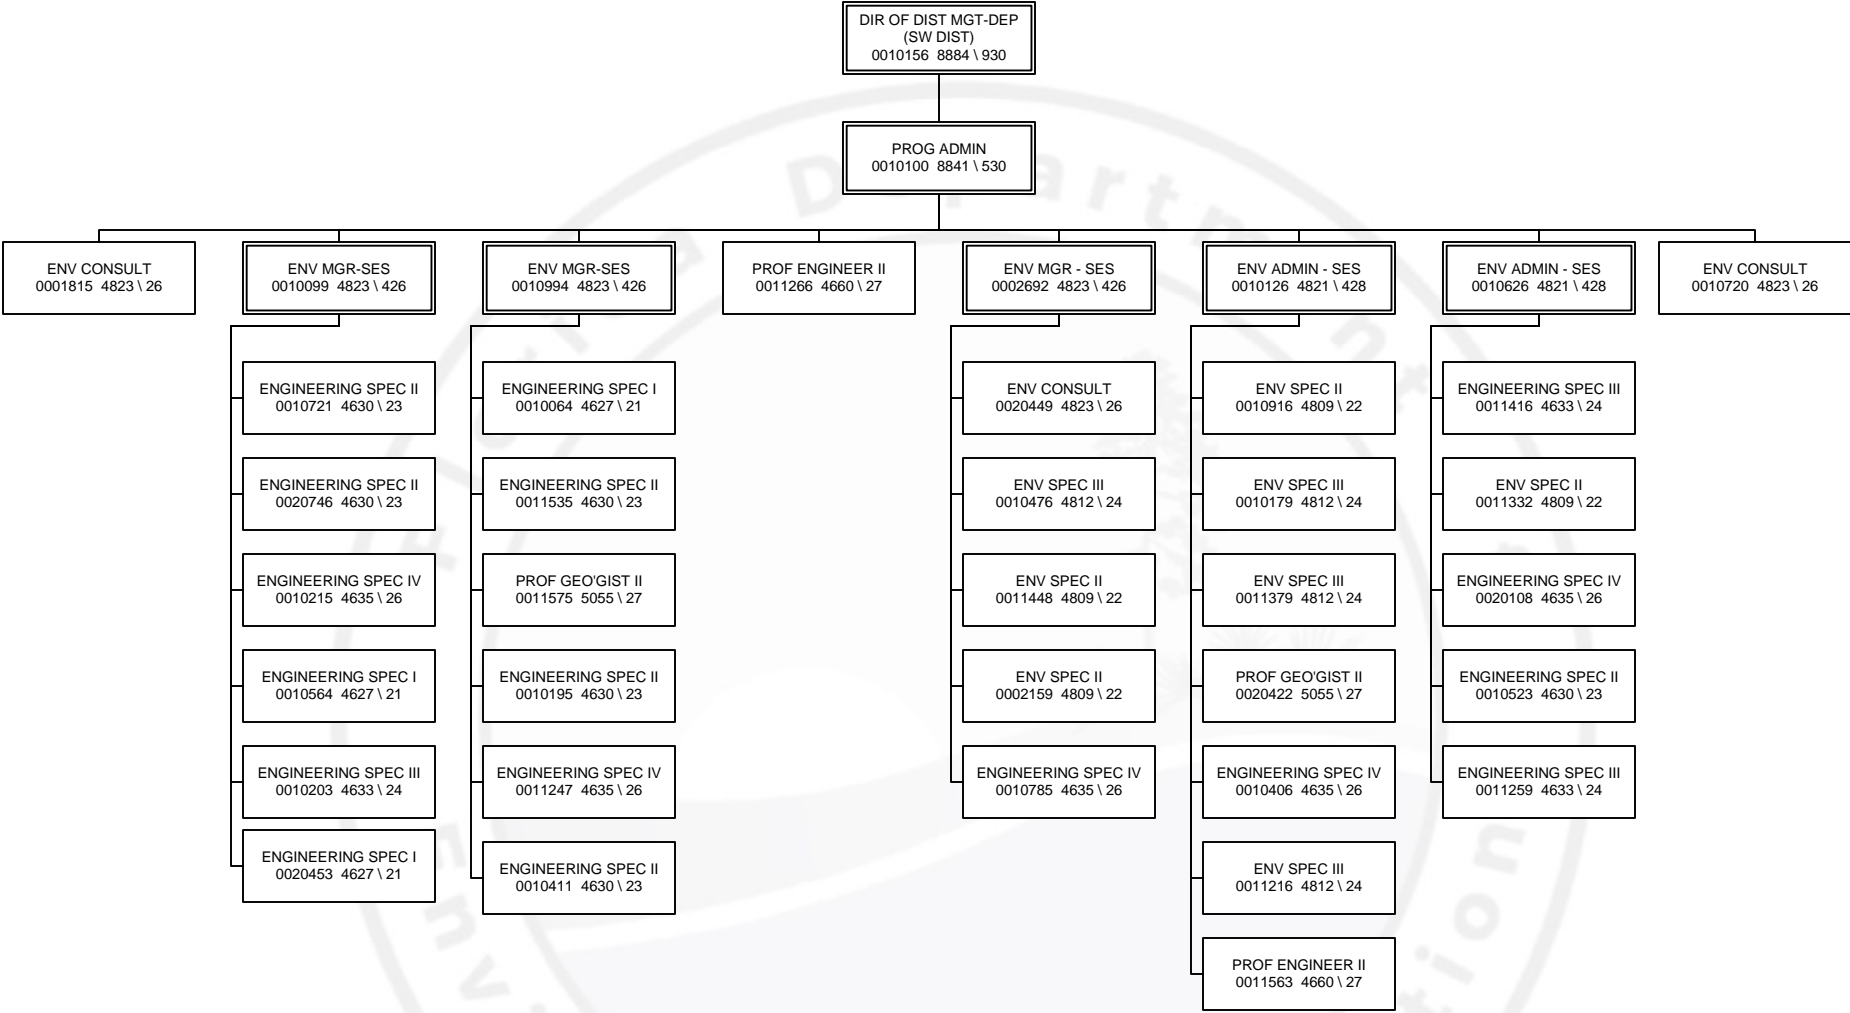 DIR OF DIST MGT-DEP
(SW DIST)
0010156 8884 \ 930
PROG ADMIN
0010100 8841 \ 530
ENV CONSULT
0001815 4823 \ 26
ENV MGR-SES
0010099 4823 \ 426
ENV MGR-SES
0010994 4823 \ 426
PROF ENGINEER II
0011266 4660 \ 27
ENV MGR - SES
0002692 4823 \ 426
ENV ADMIN - SES
0010126 4821 \ 428
ENV ADMIN - SES
0010626 4821 \ 428
ENV CONSULT
0010720 4823 \ 26
ENGINEERING SPEC II
0010721 4630 \ 23
ENGINEERING SPEC II
0020746 4630 \ 23
ENGINEERING SPEC IV
0010215 4635 \ 26
ENGINEERING SPEC I
0010564 4627 \ 21
ENGINEERING SPEC III
0010203 4633 \ 24
ENGINEERING SPEC I
0020453 4627 \ 21
ENGINEERING SPEC I
0010064 4627 \ 21
ENGINEERING SPEC II
0011535 4630 \ 23
PROF GEO'GIST II
0011575 5055 \ 27
ENGINEERING SPEC II
0010195 4630 \ 23
ENGINEERING SPEC IV
0011247 4635 \ 26
ENGINEERING SPEC II
0010411 4630 \ 23
ENV CONSULT
0020449 4823 \ 26
ENV SPEC III
0010476 4812 \ 24
ENV SPEC II
0011448 4809 \ 22
ENV SPEC II
0002159 4809 \ 22
ENGINEERING SPEC IV
0010785 4635 \ 26
ENV SPEC II
0010916 4809 \ 22
ENV SPEC III
0010179 4812 \ 24
ENV SPEC III
0011379 4812 \ 24
PROF GEO'GIST II
0020422 5055 \ 27
ENGINEERING SPEC IV
0010406 4635 \ 26
ENV SPEC III
0011216 4812 \ 24
PROF ENGINEER II
0011563 4660 \ 27
ENGINEERING SPEC III
0011416 4633 \ 24
ENV SPEC II
0011332 4809 \ 22
ENGINEERING SPEC IV
0020108 4635 \ 26
ENGINEERING SPEC II
0010523 4630 \ 23
ENGINEERING SPEC III
0011259 4633 \ 24